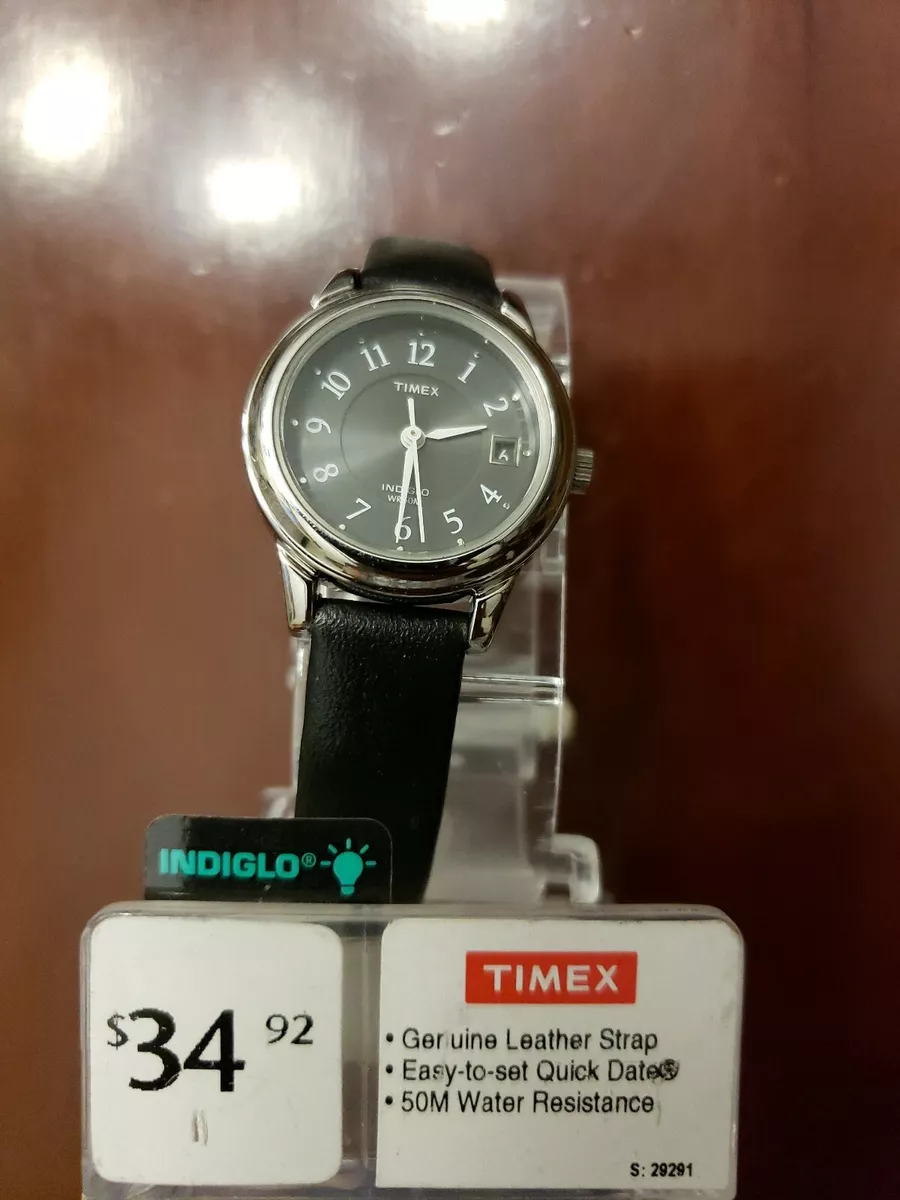 12
11
1
10
TIMEX
2
9
8
4
INDIGLO
7
5
6
INDIGLO®
$34 92
TIMEX
• Genuine Leather Strap
• Easy-to-set Quick Date®
• 50M Water Resistance
S: 29291